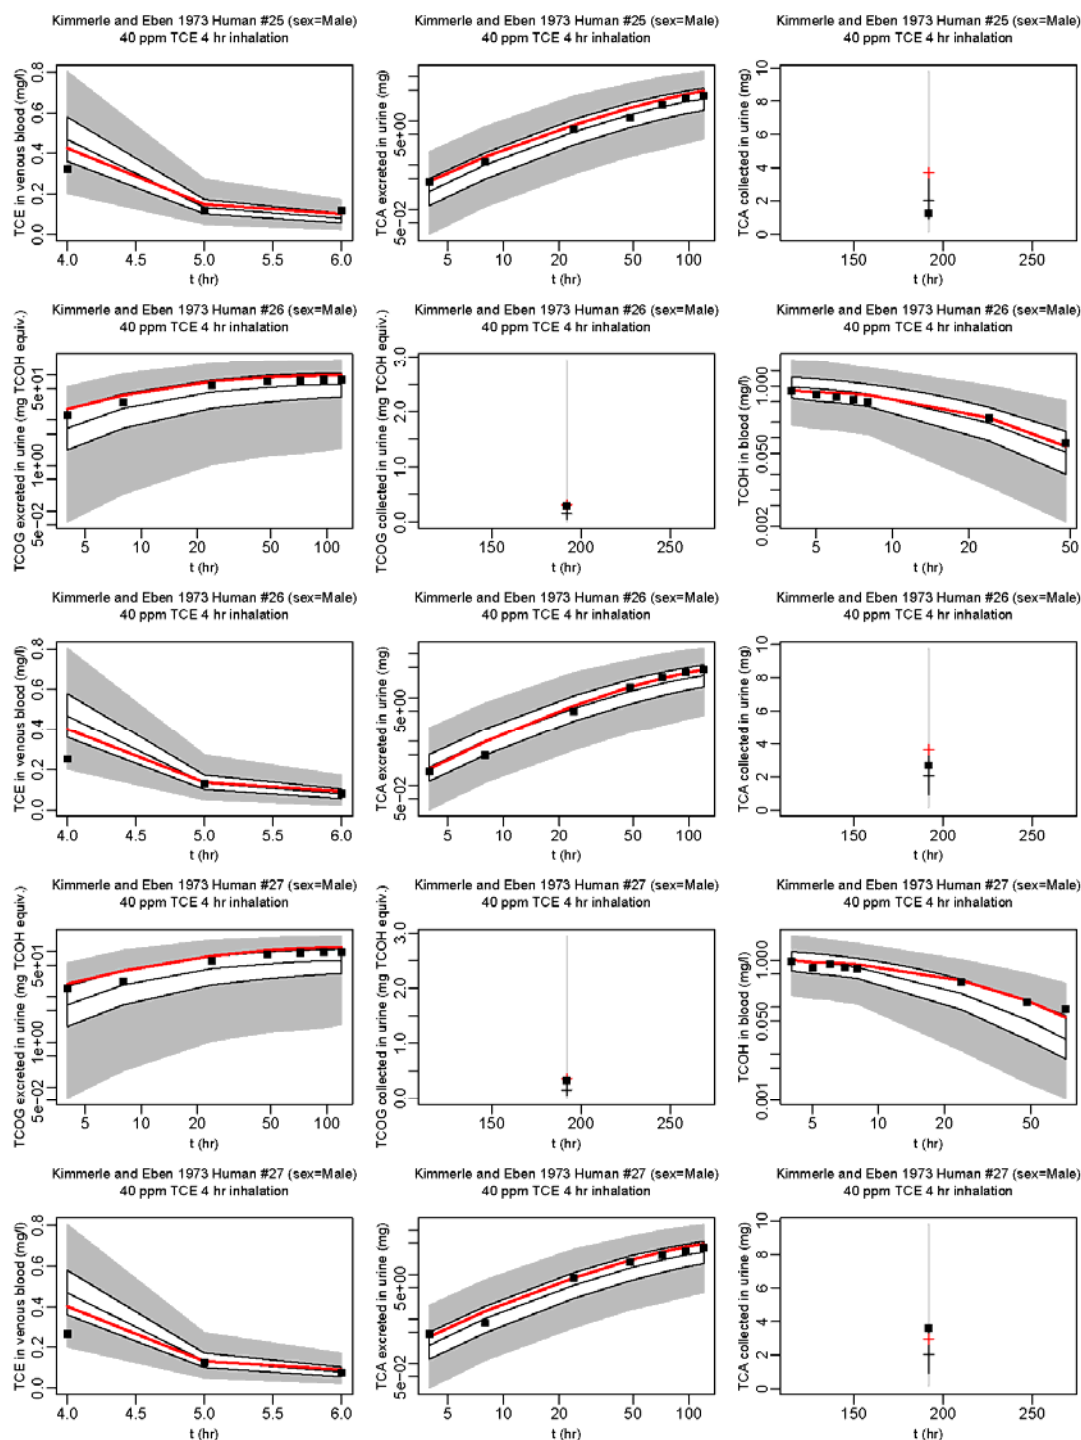 Kimmerle and Eben 1973 Human #25 (sex=Male)
40 ppm TCE 4 hr inhalation
TCE in venous blood (mg/l)
0.8
0.6
0.4
0.2
0.0
4.0 4.5 5.0 5.5 6.0
t (hr)
Kimmerle and Eben 1973 Human #25 (sex=Male)
40 ppm TCE 4 hr inhalation
TCA excreted in urine (mg)
5e+00
5e-02
5 10 20 50 100
t (hr)
Kimmerle and Eben 1973 Human #25 (sex=Male)
40 ppm TCE 4 hr inhalation
TCA collected in urine (mg)
10
8
6
4
2
0
150 200 250
t (hr)
Kimmerle and Eben 1973 Human #26 (sex=Male)
40 ppm TCE 4 hr inhalation
TCOG excreted in urine (mg TCOH equiv.)
5e+01
1e+00
5e-02
5 10 20 50 100
t (hr)
Kimmerle and Eben 1973 Human #26 (sex=Male)
40 ppm TCE 4 hr inhalation
TCOG collected in urine (mg TCOH equiv.)
3.0
2.0
1.0
0.0
150 200 250
t (hr)
Kimmerle and Eben 1973 Human #26 (sex=Male)
40 ppm TCE 4 hr inhalation
TCOH in blood (mg/l)
1.000
0.050
0.002
5 10 20 50
t (hr)
Kimmerle and Eben 1973 Human #26 (sex=Male)
40 ppm TCE 4 hr inhalation
TCE in venous blood (mg/l)
0.8
0.6
0.4
0.2
0.0
4.0 4.5 5.0 5.5 6.0
t (hr)
Kimmerle and Eben 1973 Human #26 (sex=Male)
40 ppm TCE 4 hr inhalation
TCA excreted in urine (mg)
5e+00
5e-02
5 10 20 50 100
t (hr)
Kimmerle and Eben 1973 Human #26 (sex=Male)
40 ppm TCE 4 hr inhalation
TCA collected in urine (mg)
10
8
6
4
2
0
150 200 250
t (hr)
Kimmerle and Eben 1973 Human #27 (sex=Male)
40 ppm TCE 4 hr inhalation
TCOG excreted in urine (mg TCOH equiv.)
5e+01
1e+00
5e-02
5 10 20 50 100
t (hr)
Kimmerle and Eben 1973 Human #27 (sex=Male)
40 ppm TCE 4 hr inhalation
TCOG collected in urine (mg TCOH equiv.)
3.0
2.0
1.0
0.0
150 200 250
t (hr)
Kimmerle and Eben 1973 Human #27 (sex=Male)
40 ppm TCE 4 hr inhalation
TCOH in blood (mg/l)
1.000
0.050
0.001
5 10 20 50
t (hr)
Kimmerle and Eben 1973 Human #27 (sex=Male)
40 ppm TCE 4 hr inhalation
TCE in venous blood (mg/l)
0.8
0.6
0.4
0.2
0.0
4.0 4.5 5.0 5.5 6.0
t (hr)
Kimmerle and Eben 1973 Human #27 (sex=Male)
40 ppm TCE 4 hr inhalation
TCA excreted in urine (mg)
5e+00
5e-02
5 10 20 50 100
t (hr)
Kimmerle and Eben 1973 Human #27 (sex=Male)
40 ppm TCE 4 hr inhalation
TCA collected in urine (mg)
10
8
6
4
2
0
150 200 250
t (hr)